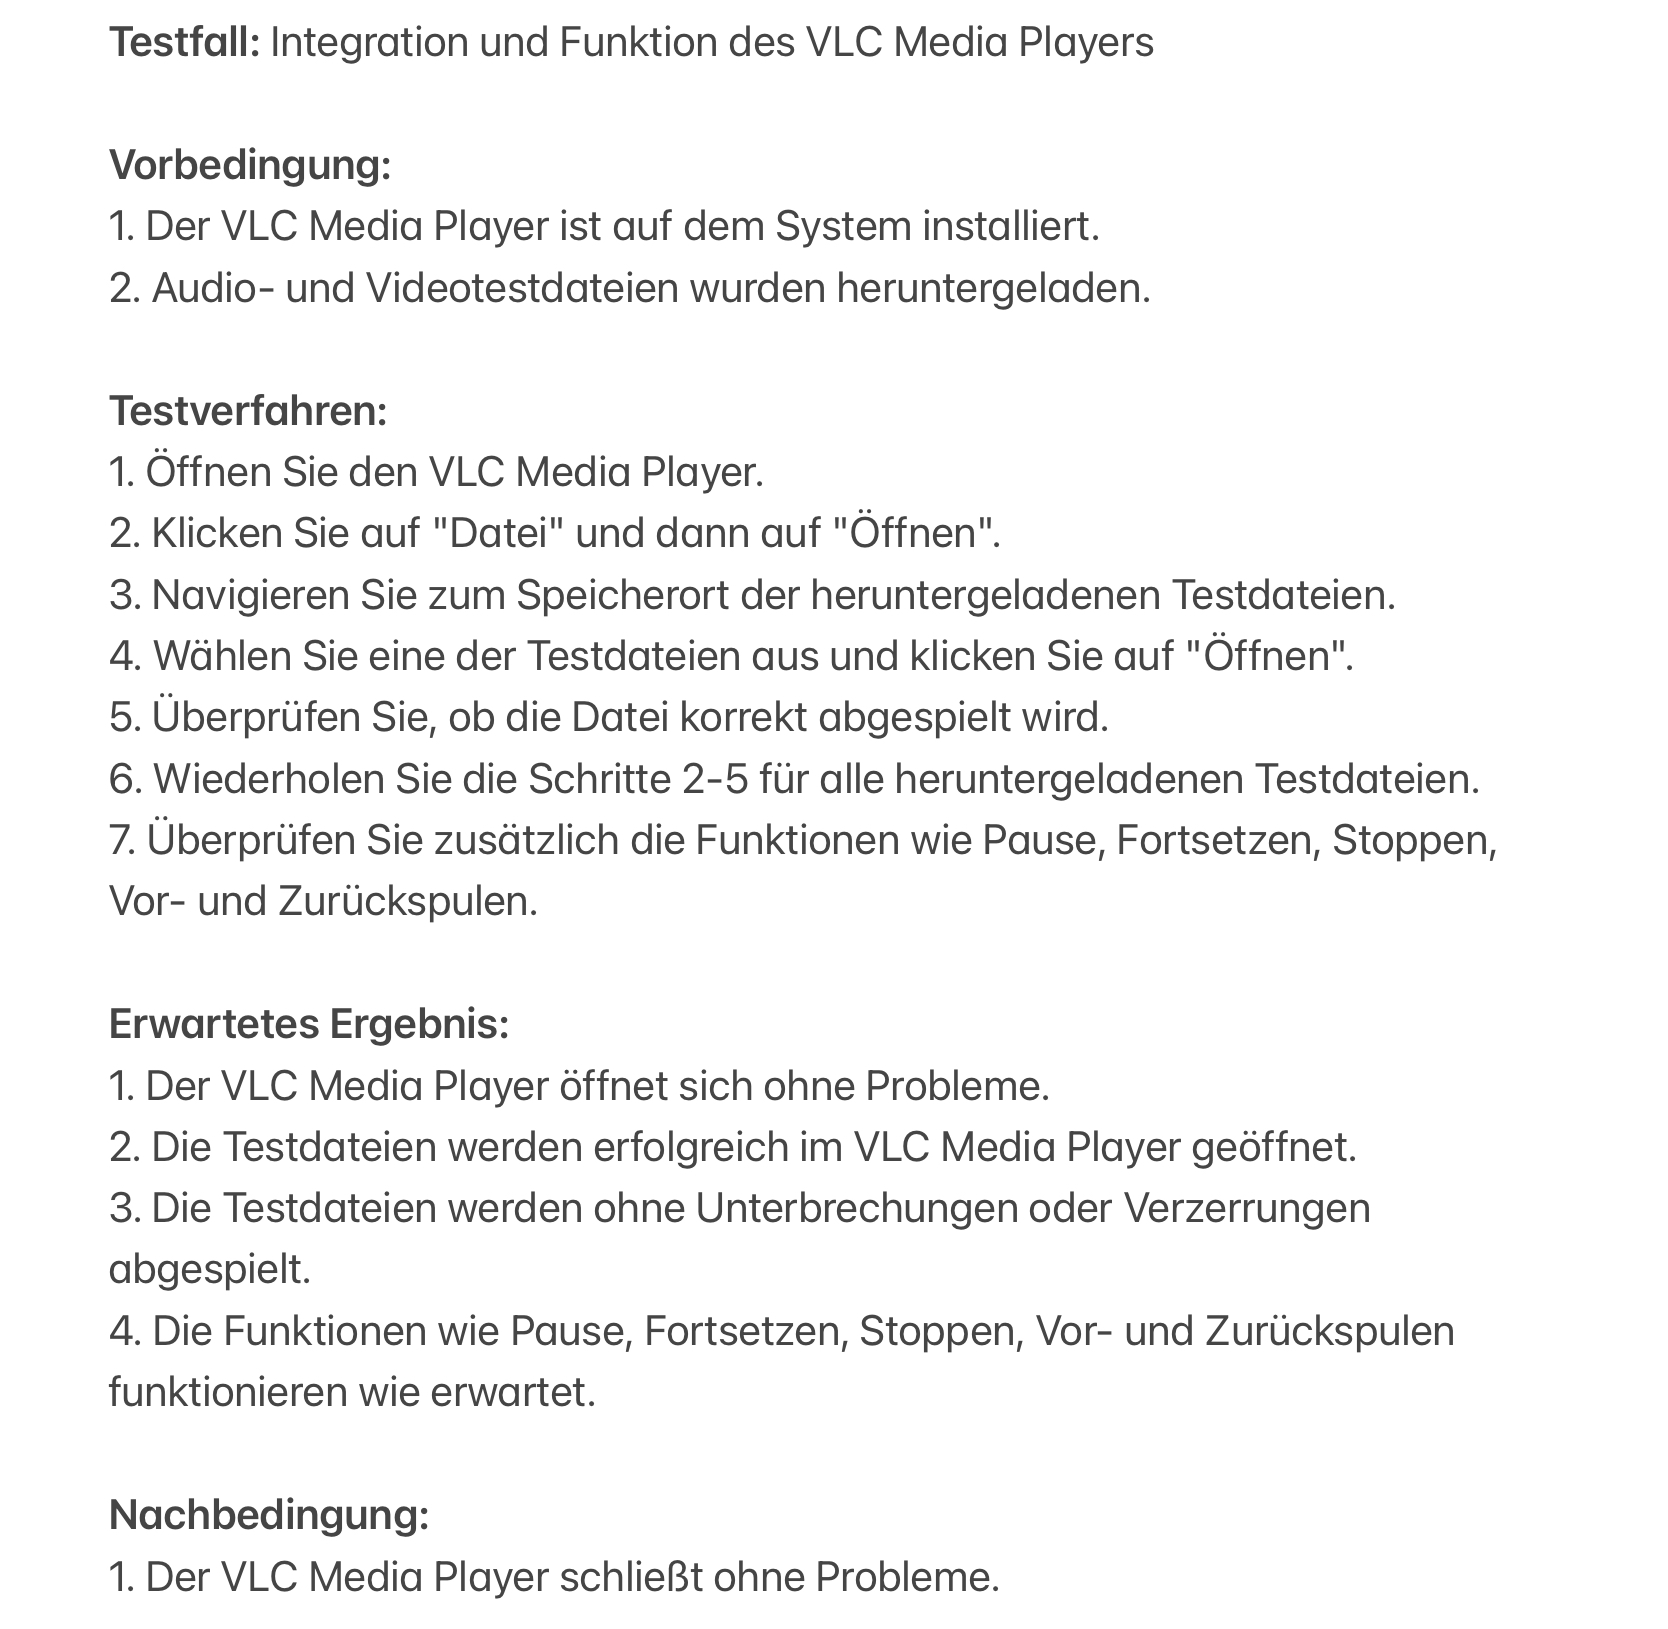 Testfall: Integration und Funktion des VLC Media Players
Vorbedingung:
1. Der VLC Media Player ist auf dem System installiert.
2. Audio- und Videotestdateien wurden heruntergeladen.
Testverfahren:
1. Öffnen Sie den VLC Media Player.
2. Klicken Sie auf "Datei" und dann auf "Öffnen".
3. Navigieren Sie zum Speicherort der heruntergeladenen Testdateien.
4. Wählen Sie eine der Testdateien aus und klicken Sie auf "Öffnen".
5. Überprüfen Sie, ob die Datei korrekt abgespielt wird.
6. Wiederholen Sie die Schritte 2-5 für alle heruntergeladenen Testdateien.
7. Überprüfen Sie zusätzlich die Funktionen wie Pause, Fortsetzen, Stoppen,
Vor- und Zurückspulen.
Erwartetes Ergebnis:
1. Der VLC Media Player öffnet sich ohne Probleme.
2. Die Testdateien werden erfolgreich im VLC Media Player geöffnet.
3. Die Testdateien werden ohne Unterbrechungen oder Verzerrungen
abgespielt.
4. Die Funktionen wie Pause, Fortsetzen, Stoppen, Vor- und Zurückspulen
funktionieren wie erwartet.
Nachbedingung:
1. Der VLC Media Player schließt ohne Probleme.